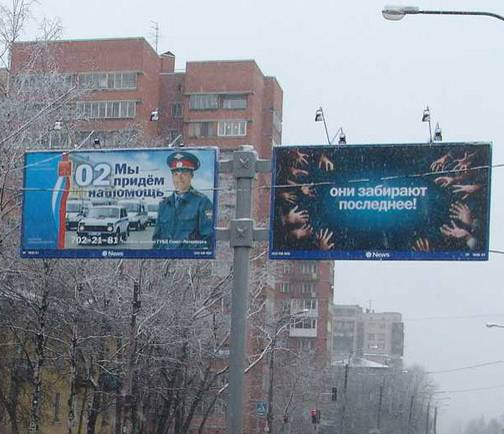 02 Мы
придём
на помощь
702-21-81
ГУВД Санкт-Петербурга
News
они забирают
последнее!
News